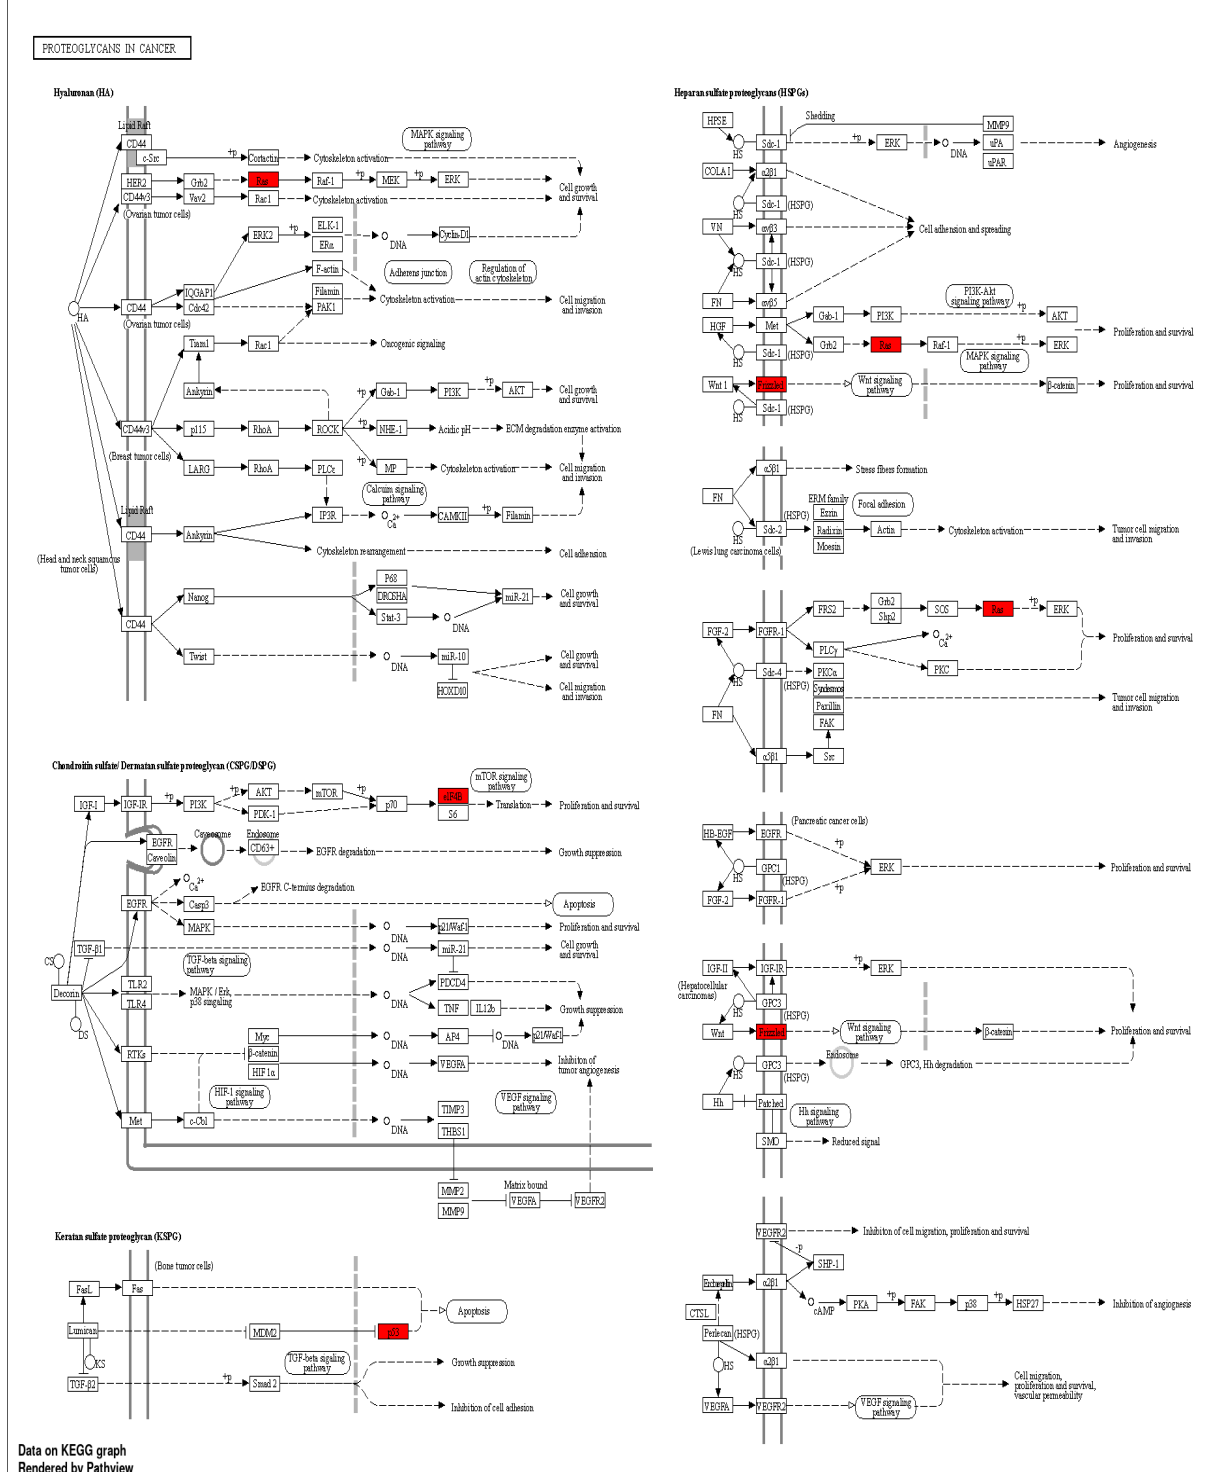 PROTEOGLYCANS IN CANCER
Hyaluronan (HA)
Lipid Raft
CD44
c-Src
+p
Cortactin
Cytoskeleton activation
MAPK signaling
pathway
HER2
Grb2
Ras
+p
Raf-1
+p
MEK
+p
ERK
Cell growth
and survival
CD44v3
Vav2
Rac1
Cytoskeleton activation
(Ovarian tumor cells)
ERK2
+p
ELK-1
ERα
DNA
Cyclin-D1
F-actin
Adherens junction
Regulation of
actin cytoskeleton
IQGAP1
Cdc42
Filamin
PAK1
Cytoskeleton activation
Cell migration
and invasion
HA
CD44
(Ovarian tumor cells)
Tiam1
Rac1
Oncogenic signaling
Ankyrin
+p
Gab-1
PI3K
+p
AKT
Cell growth
and survival
CD44v3
p115
RhoA
ROCK
+p
NHE-1
Acidic pH
ECM degradation enzyme activation
(Breast tumor cells)
LARG
RhoA
PLCε
+p
MP
Cytoskeleton activation
Cell migration
and invasion
Calcuim signaling
pathway
Lipid Raft
IP3R
Ca2+
CAMKII
+p
Filamin
CD44
Ankyrin
Cytoskeleton rearrangement
Cell adhension
(Head and neck squamous
tumor cells)
Nanog
P68
DROSHA
Stat-3
DNA
miR-21
Cell growth
and survival
CD44
Twist
DNA
miR-10
HOXD10
Cell growth
and survival
Cell migration
and invasion
Chondroitin sulfate/ Dermatan sulfate proteoglycan (CSPG/DSPG)
IGF-I
IGF-IR
+p
PI3K
+p
AKT
mTOR
+p
PDK-1
p70
eIF4B
S6
mTOR signaling
pathway
Translation
Proliferation and survival
EGFR
Caveolin
Caveosome
Endosome
CD63+
EGFR degradation
Growth suppression
EGFR
Ca2+
Casp3
EGFR C-termius degradation
Apoptosis
MAPK
DNA
p21/Waf-1
Proliferation and survival
TGF-β1
DNA
miR-21
Cell growth
and survival
CS
Decorin
DS
TGF-beta signaling
pathway
TLR2
TLR4
MAPK / Erk,
p38 singaling
DNA
PDCD4
TNF
IL12b
Growth suppression
RTKs
Myc
β-catenin
HIF 1α
DNA
AP4
DNA
p21/Waf-1
DNA
VEGFA
Inhibiton of
tumor angiogenesis
HIF-1 signaling
pathway
VEGF signaling
pathway
Met
c-Cbl
DNA
TIMP3
THBS1
MMP2
MMP9
Matrix bound
VEGFA
VEGFR2
Keratan sulfate proteoglycan (KSPG)
(Bone tumor cells)
FasL
Fas
Apoptosis
Lumican
MDM2
p53
KS
TGF-β2
+p
Smad 2
TGF-beta signaling
pathway
Growth suppression
Inhibition of cell adhesion
Data on KEGG graph
Rendered by Pathview
Heparan sulfate proteoglycans (HSPGs)
HPSE
HS
Sdc-1
Shedding
+p
ERK
DNA
MMP9
uPA
uPAR
Angiogenesis
COLA I
α2β1
HS
Sdc-1
(HSPG)
VN
αvβ3
Cell adhension and spreading
HS
Sdc-1
(HSPG)
FN
αvβ5
PI3K-Akt
signaling pathway
HGF
Met
Gab-1
PI3K
+p
AKT
Proliferation and survival
Grb2
Ras
Raf-1
+p
ERK
HS
Sdc-1
(HSPG)
MAPK signaling
pathway
Wnt 1
Frizzled
Wnt signaling
pathway
β-catenin
Proliferation and survival
HS
Sdc-1
(HSPG)
α5β1
Stress fibers formation
FN
ERM family
Focal adhesion
(HSPG)
Ezrin
Radixin
Moesin
HS
Sdc-2
Actin
Cytoskeleton activation
Tumor cell migration
and invasion
(Lewis lung carcinoma cells)
FGF-2
FGFR-1
FRS2
Grb2
Shp2
SOS
Ras
+p
ERK
PLCγ
Ca2+
PKC
Proliferation and survival
HS
Sdc-4
(HSPG)
PKCα
Syndesmos
Paxillin
FAK
Tumor cell migration
and invasion
FN
α5β1
Src
(Pancreatic cancer cells)
HB-EGF
EGFR
+p
HS
GPC1
(HSPG)
ERK
Proliferation and survival
FGF-2
FGFR-1
+p
IGF-II
IGF-IR
+p
ERK
(Hepatocellular
carcinomas)
HS
GPC3
(HSPG)
Wnt
Frizzled
Wnt signaling
pathway
β-catenin
Proliferation and survival
HS
GPC3
(HSPG)
Endosome
GPC3, Hh degradation
Hh
Patched
Hh signaling
pathway
SMO
Reduced signal
VEGFR2
Inhibiton of cell migration, proliferation and survival
-p
SHP-1
α2β1
cAMP
PKA
+p
FAK
p38
+p
HSP27
Inhibition of angiognesis
CTSL
Perlecan
(HSPG)
HS
α2β1
Cell migration,
proliferation and survival,
vascular permeability
VEGFA
VEGFR2
VEGF signaling
pathway